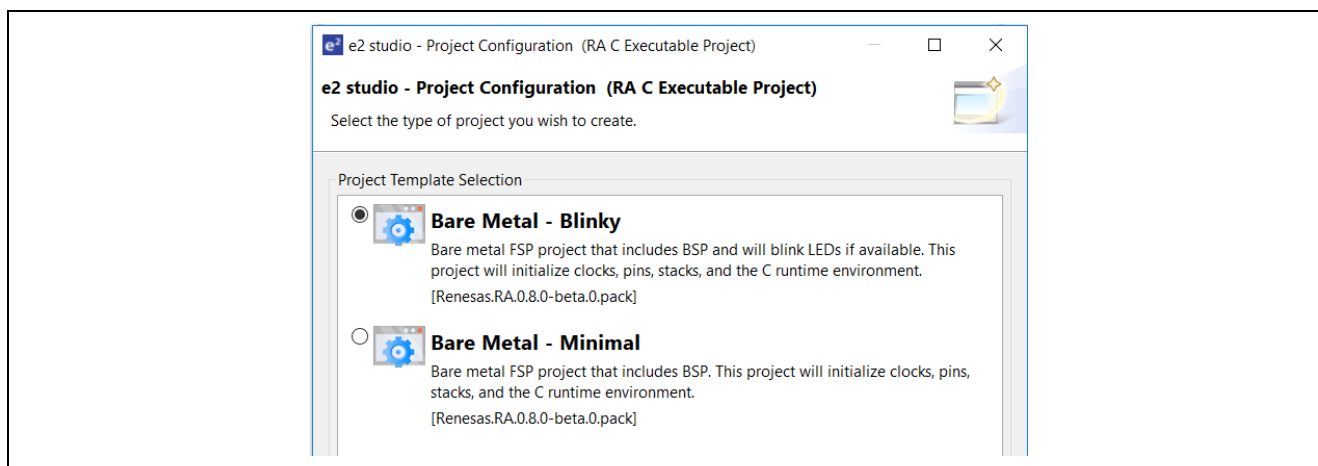 e² e2 studio - Project Configuration (RA C Executable Project)
e2 studio - Project Configuration (RA C Executable Project)
Select the type of project you wish to create.
Project Template Selection
Bare Metal - Blinky
Bare metal FSP project that includes BSP and will blink LEDs if available. This
project will initialize clocks, pins, stacks, and the C runtime environment.
[Renesas.RA.0.8.0-beta.0.pack]
Bare Metal - Minimal
Bare metal FSP project that includes BSP. This project will initialize clocks, pins,
stacks, and the C runtime environment.
[Renesas.RA.0.8.0-beta.0.pack]